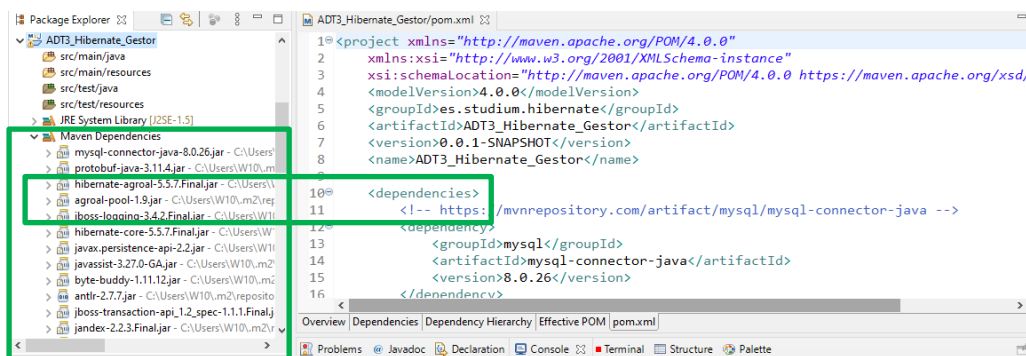 Package Explorer
ADT3_Hibernate_Gestor
src/main/java
src/main/resources
src/test/java
src/test/resources
JRE System Library [J2SE-1.5]
Maven Dependencies
mysql-connector-java-8.0.26.jar - C:\Users\
protobuf-java-3.11.4.jar - C:\Users\W10\.m
hibernate-agroal-5.5.7.Final.jar - C:\Users\
agroal-pool-1.9.jar - C:\Users\W10\.m2\rep
jboss-logging-3.4.2.Final.jar - C:\Users\W10
hibernate-core-5.5.7.Final.jar - C:\Users\W
javax.persistence-api-2.2.jar - C:\Users\W10
javassist-3.27.0-GA.jar - C:\Users\W10\.m2\
byte-buddy-1.11.12.jar - C:\Users\W10\.m2
antlr-2.7.7.jar - C:\Users\W10\.m2\reposito
jboss-transaction-api_1.2_spec-1.1.1.Final.j
jandex-2.2.3.Final.jar - C:\Users\W10\.m2\r
ADT3_Hibernate_Gestor/pom.xml
1 <project xmlns="http://maven.apache.org/POM/4.0.0"
2 xmlns:xsi="http://www.w3.org/2001/XMLSchema-instance"
3 xsi:schemaLocation="http://maven.apache.org/POM/4.0.0 https://maven.apache.org/xsd/
4 <modelVersion>4.0.0</modelVersion>
5 <groupId>es.studium.hibernate</groupId>
6 <artifactId>ADT3_Hibernate_Gestor</artifactId>
7 <version>0.0.1-SNAPSHOT</version>
8 <name>ADT3_Hibernate_Gestor</name>
9
10 <dependencies>
11 <!-- https://mvnrepository.com/artifact/mysql/mysql-connector-java -->
12 <dependency>
13 <groupId>mysql</groupId>
14 <artifactId>mysql-connector-java</artifactId>
15 <version>8.0.26</version>
16 </dependency>
Overview Dependencies Dependency Hierarchy Effective POM pom.xml
Problems Javadoc Declaration Console Terminal Structure Palette